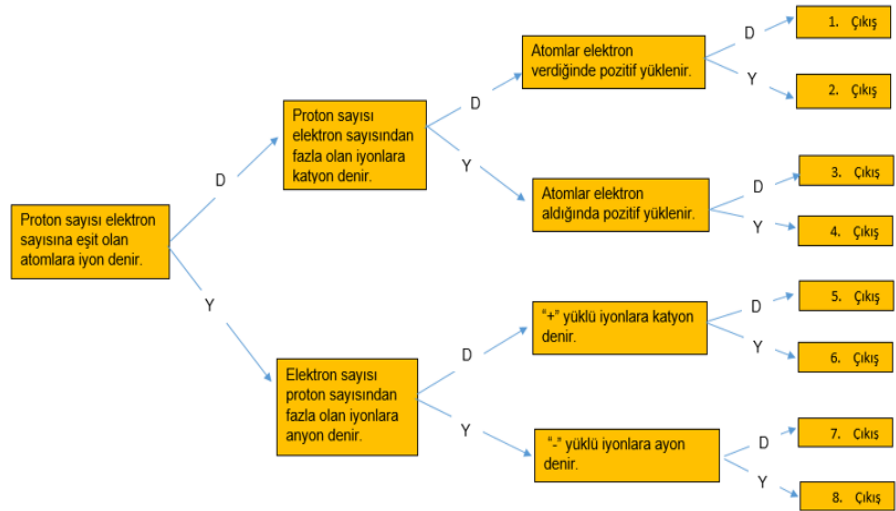 Proton sayısı elektron
sayısına eşit olan
atomlara iyon denir.
D
Y
Proton sayısı
elektron sayısından
fazla olan iyonlara
katyon denir.
D
Y
Elektron sayısı
proton sayısından
fazla olan iyonlara
anyon denir.
D
Y
Atomlar elektron
verdiğinde pozitif yüklenir.
D
Y
Atomlar elektron
aldığında pozitif yüklenir.
D
Y
“+” yüklü iyonlara katyon
denir.
D
Y
“-” yüklü iyonlara ayon
denir.
D
Y
1. Çıkış
2. Çıkış
3. Çıkış
4. Çıkış
5. Çıkış
6. Çıkış
7. Çıkış
8. Çıkış